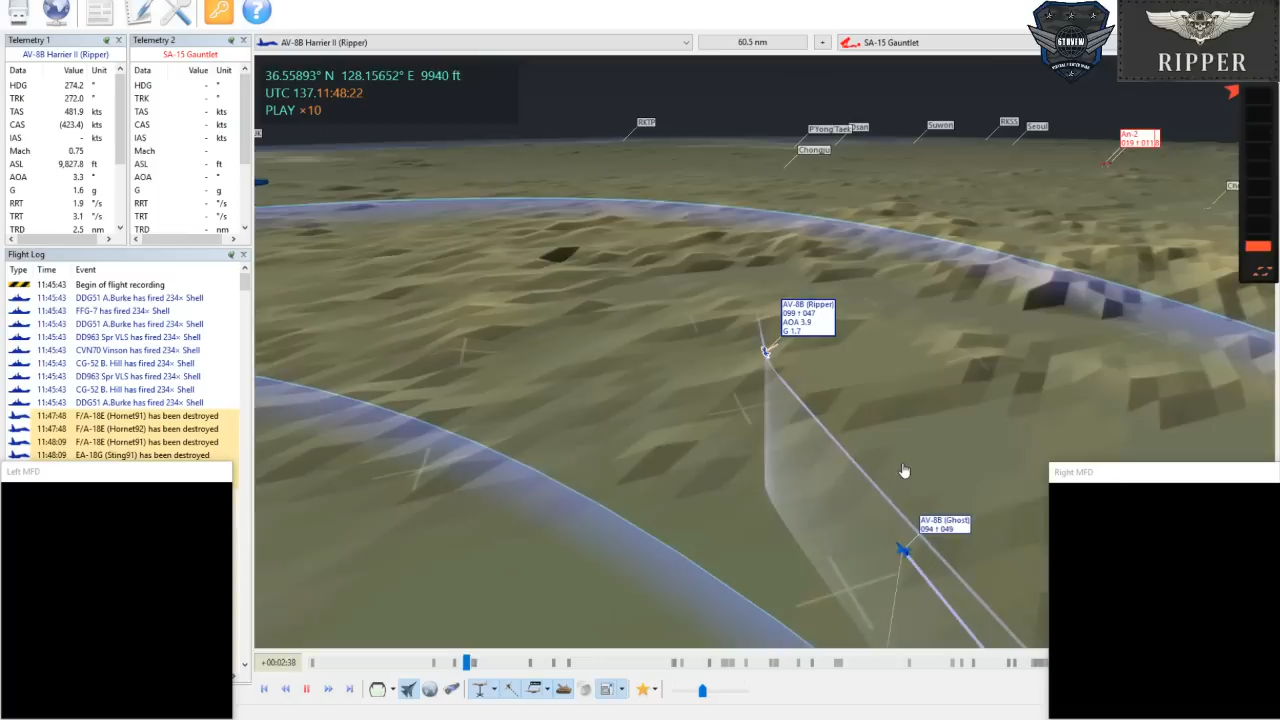 Telemetry 1
Telemetry 2
AV-8B Harrier II (Ripper)
SA-15 Gauntlet
Data Value Unit
HDG 274.2 °
TRK 272.0 °
TAS 481.9 kts
CAS (423.4) kts
IAS - kts
Mach 0.75
ASL 9,827.8 ft
AOA 3.3 °
G 1.6 g
RRT 1.9 °/s
TRT 3.1 °/s
TRD 2.5 nm
Data Value Unit
HDG - °
TRK - °
TAS - kts
CAS - kts
IAS - kts
Mach -
ASL - ft
AOA - °
G - g
RRT - °/s
TRT - °/s
TRD - nm
AV-8B Harrier II (Ripper)
60.5 nm
+
SA-15 Gauntlet
RIPPER
36.55893° N 128.15652° E 9940 ft
UTC 137.11:48:22
PLAY ×10
RKTP
P'Yong Taek
Osan
Chongju
Suwon
RKSS
Seoul
An-2
AV-8B (Ripper)
099 ↑ 047
AOA 3.9
G 1.7
AV-8B (Ghost)
094 ↑ 049
Flight Log
Type Time Event
11:45:43 Begin of flight recording
11:45:43 DDG51 A.Burke has fired 234× Shell
11:45:43 FFG-7 has fired 234× Shell
11:45:43 DDG51 A.Burke has fired 234× Shell
11:45:43 DD963 Spr VLS has fired 234× Shell
11:45:43 CVN70 Vinson has fired 234× Shell
11:45:43 CG-52 B. Hill has fired 234× Shell
11:45:43 DD963 Spr VLS has fired 234× Shell
11:45:43 CG-52 B. Hill has fired 234× Shell
11:45:43 DDG51 A.Burke has fired 234× Shell
11:47:48 F/A-18E (Hornet91) has been destroyed
11:47:48 F/A-18E (Hornet92) has been destroyed
11:48:09 F/A-18E (Hornet91) has been destroyed
11:48:09 EA-18G (Sting91) has been destroyed
Left MFD
Right MFD
+00:02:38